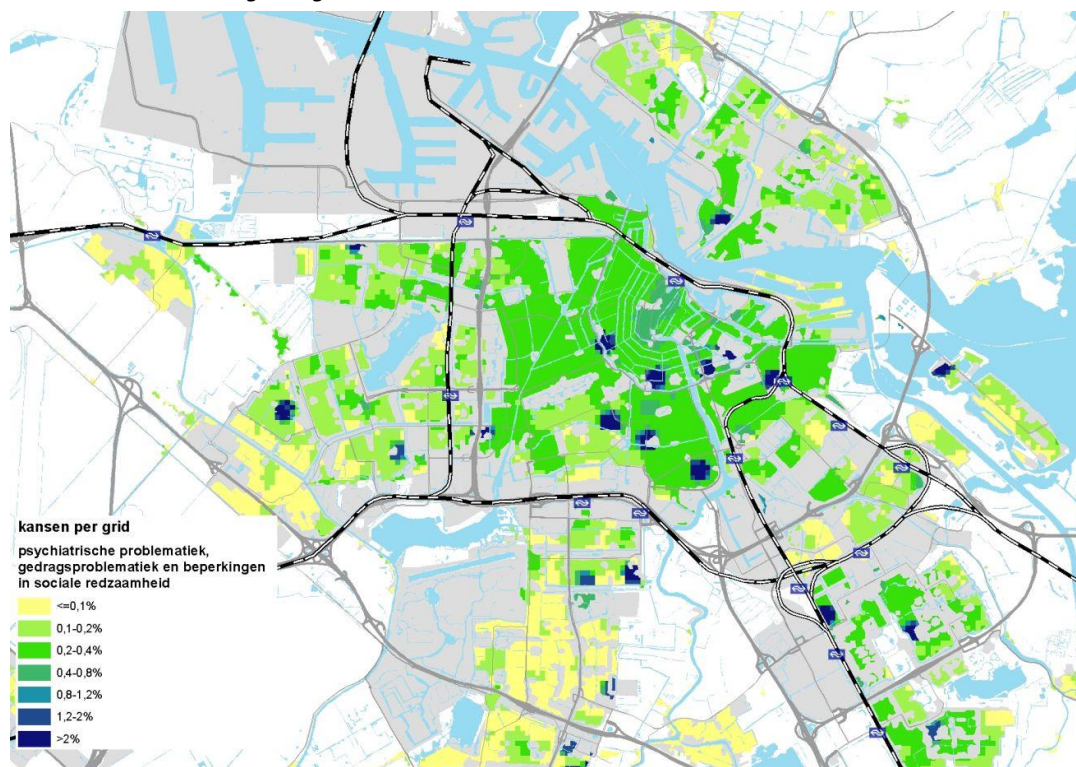 kansen per grid
psychiatrische problematiek,
gedragsproblematiek en beperkingen
in sociale redzaamheid
<=0,1%
0,1-0,2%
0,2-0,4%
0,4-0,8%
0,8-1,2%
1,2-2%
>2%